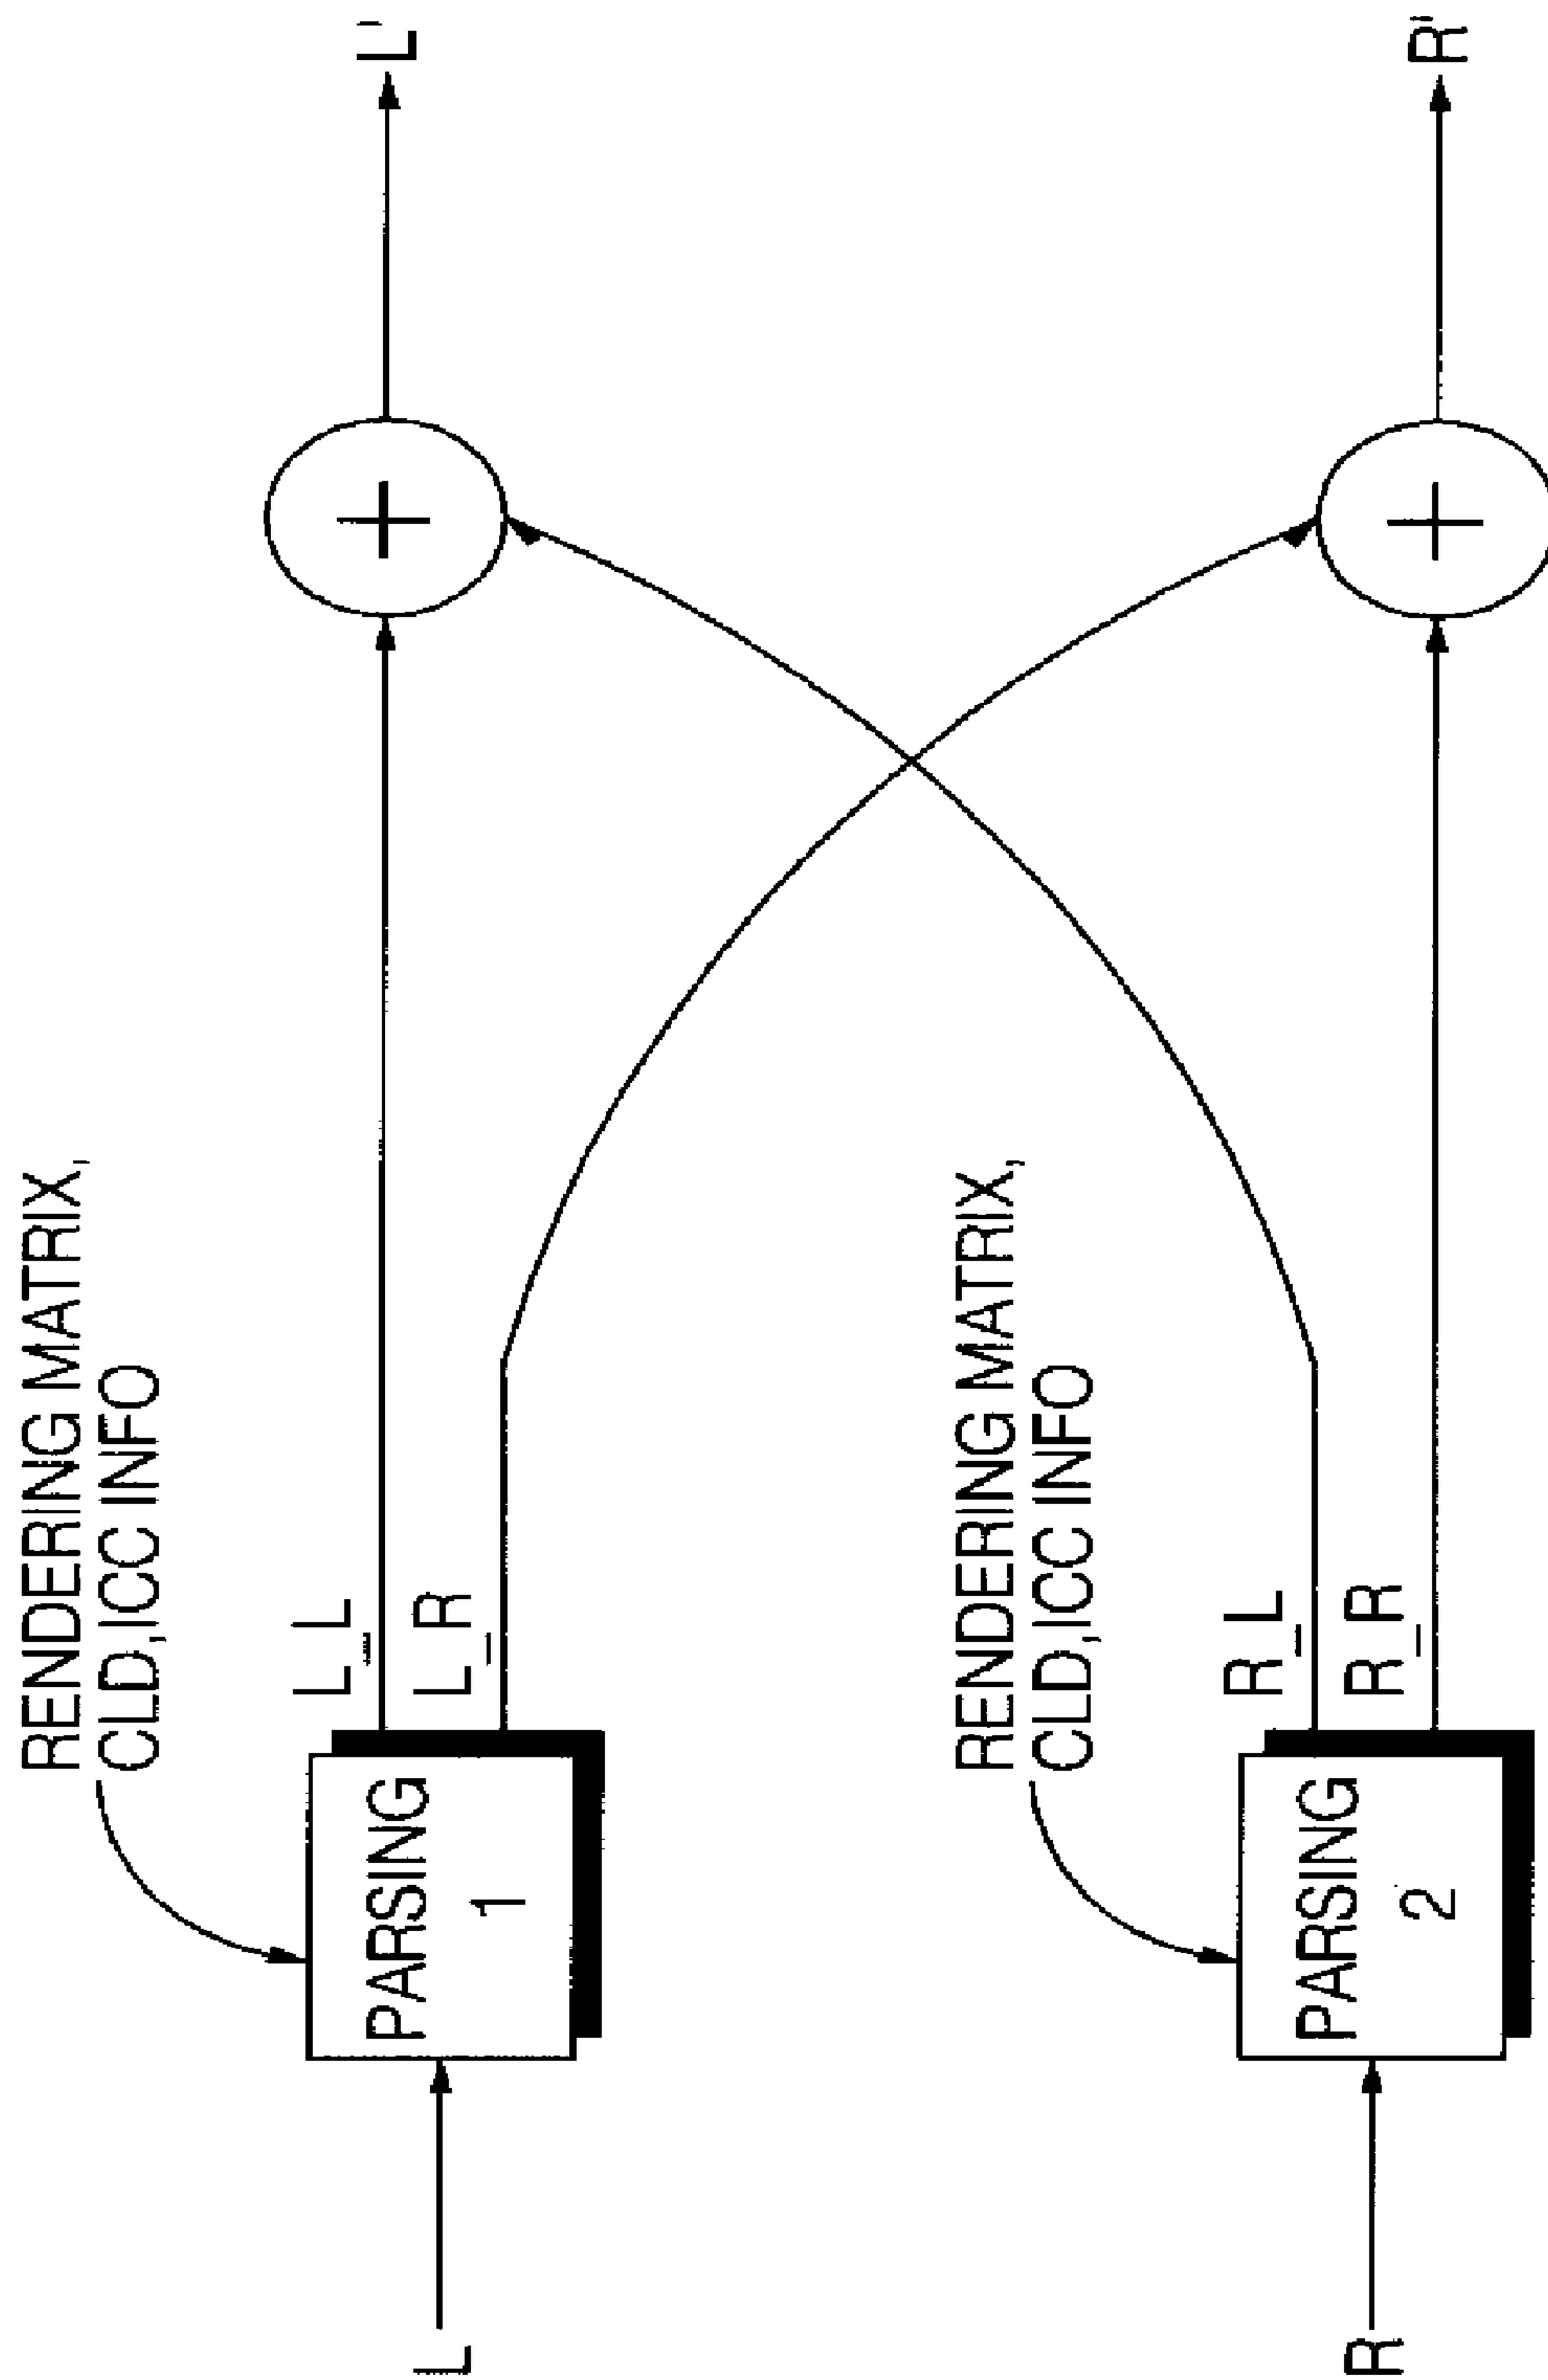 RENDERING MATRIX,
CLD,ICC INFO
L
PARSING
1
L_L
L_R
+
L'
RENDERING MATRIX,
CLD,ICC INFO
R
PARSING
2
R_L
R_R
+
R'